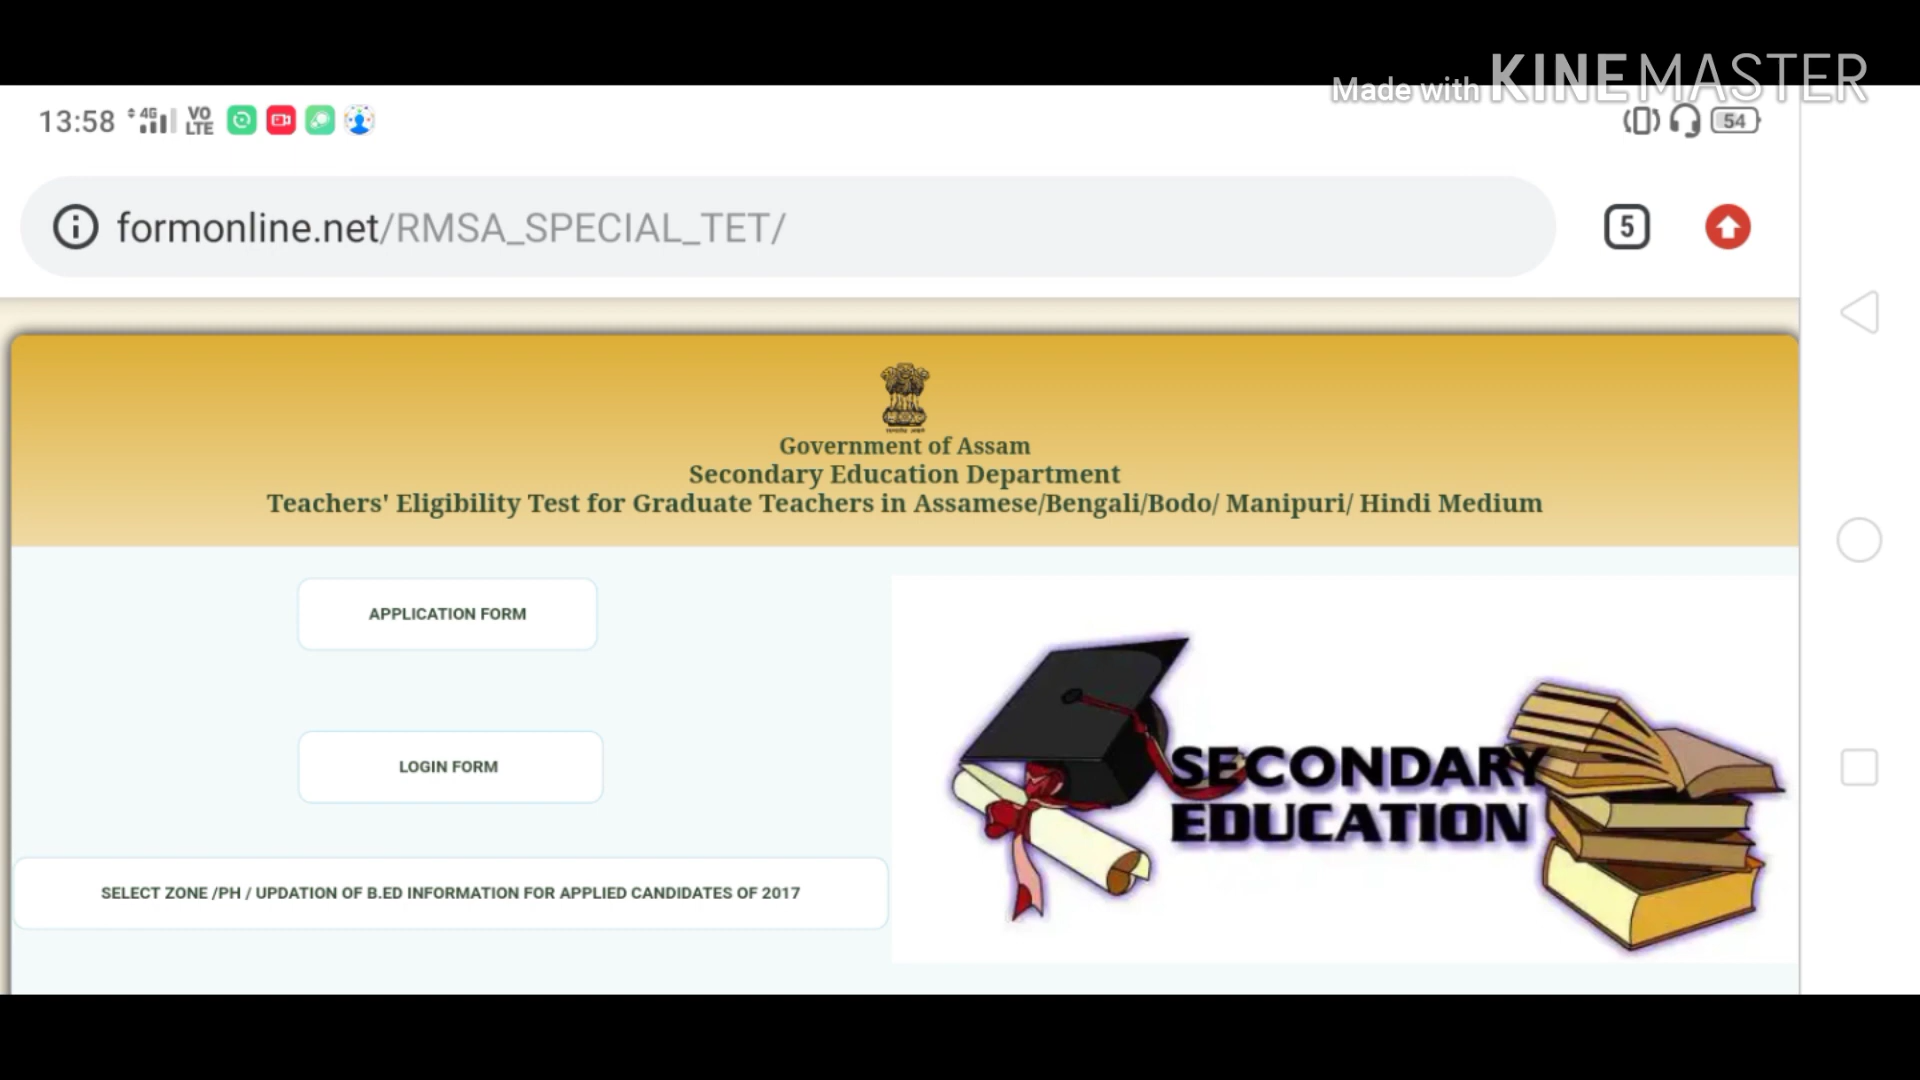 Made with KINEMASTER
13:58 4G VO LTE 54
formonline.net/RMSA_SPECIAL_TET/ 5
Government of Assam
Secondary Education Department
Teachers' Eligibility Test for Graduate Teachers in Assamese/Bengali/Bodo/ Manipuri/ Hindi Medium
APPLICATION FORM
LOGIN FORM
SELECT ZONE /PH / UPDATION OF B.ED INFORMATION FOR APPLIED CANDIDATES OF 2017
SECONDARY
EDUCATION